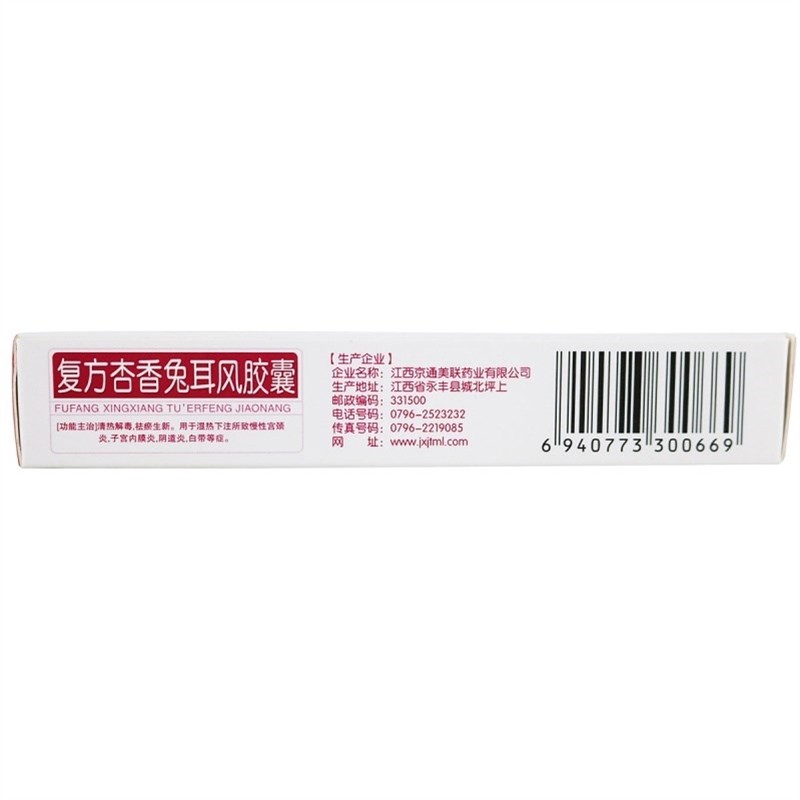 复方杏香兔耳风胶囊
FUFANG XINGXIANG TU'ERFENG JIAONANG
[功能主治]清热解毒,祛瘀生新。用于湿热下注所致慢性宫颈
炎,子宫内膜炎,阴道炎,白带等症。
【生产企业】
企业名称：江西京通美联药业有限公司
生产地址：江西省永丰县城北坪上
邮政编码：331500
电话号码：0796-2523232
传真号码：0796-2219085
网　　址：www.jxjtml.com
6 940773 300669